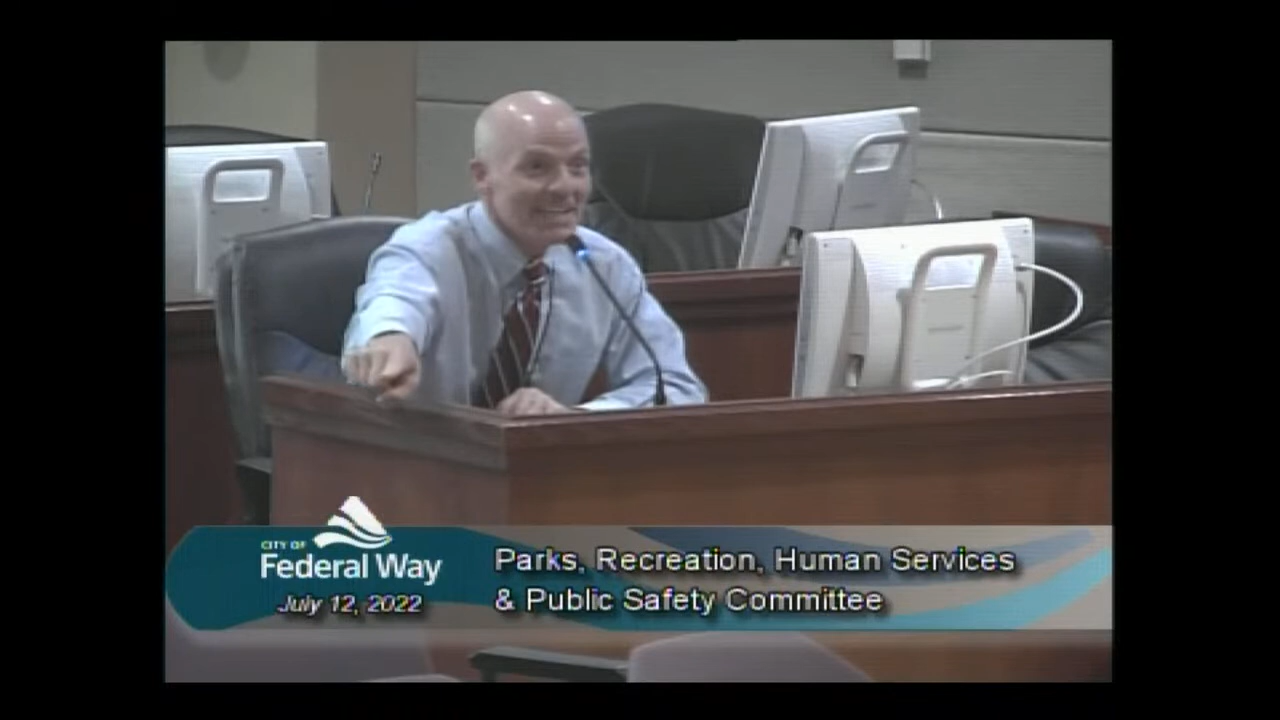 CITY OF
Federal Way
July 12, 2022
Parks, Recreation, Human Services
& Public Safety Committee